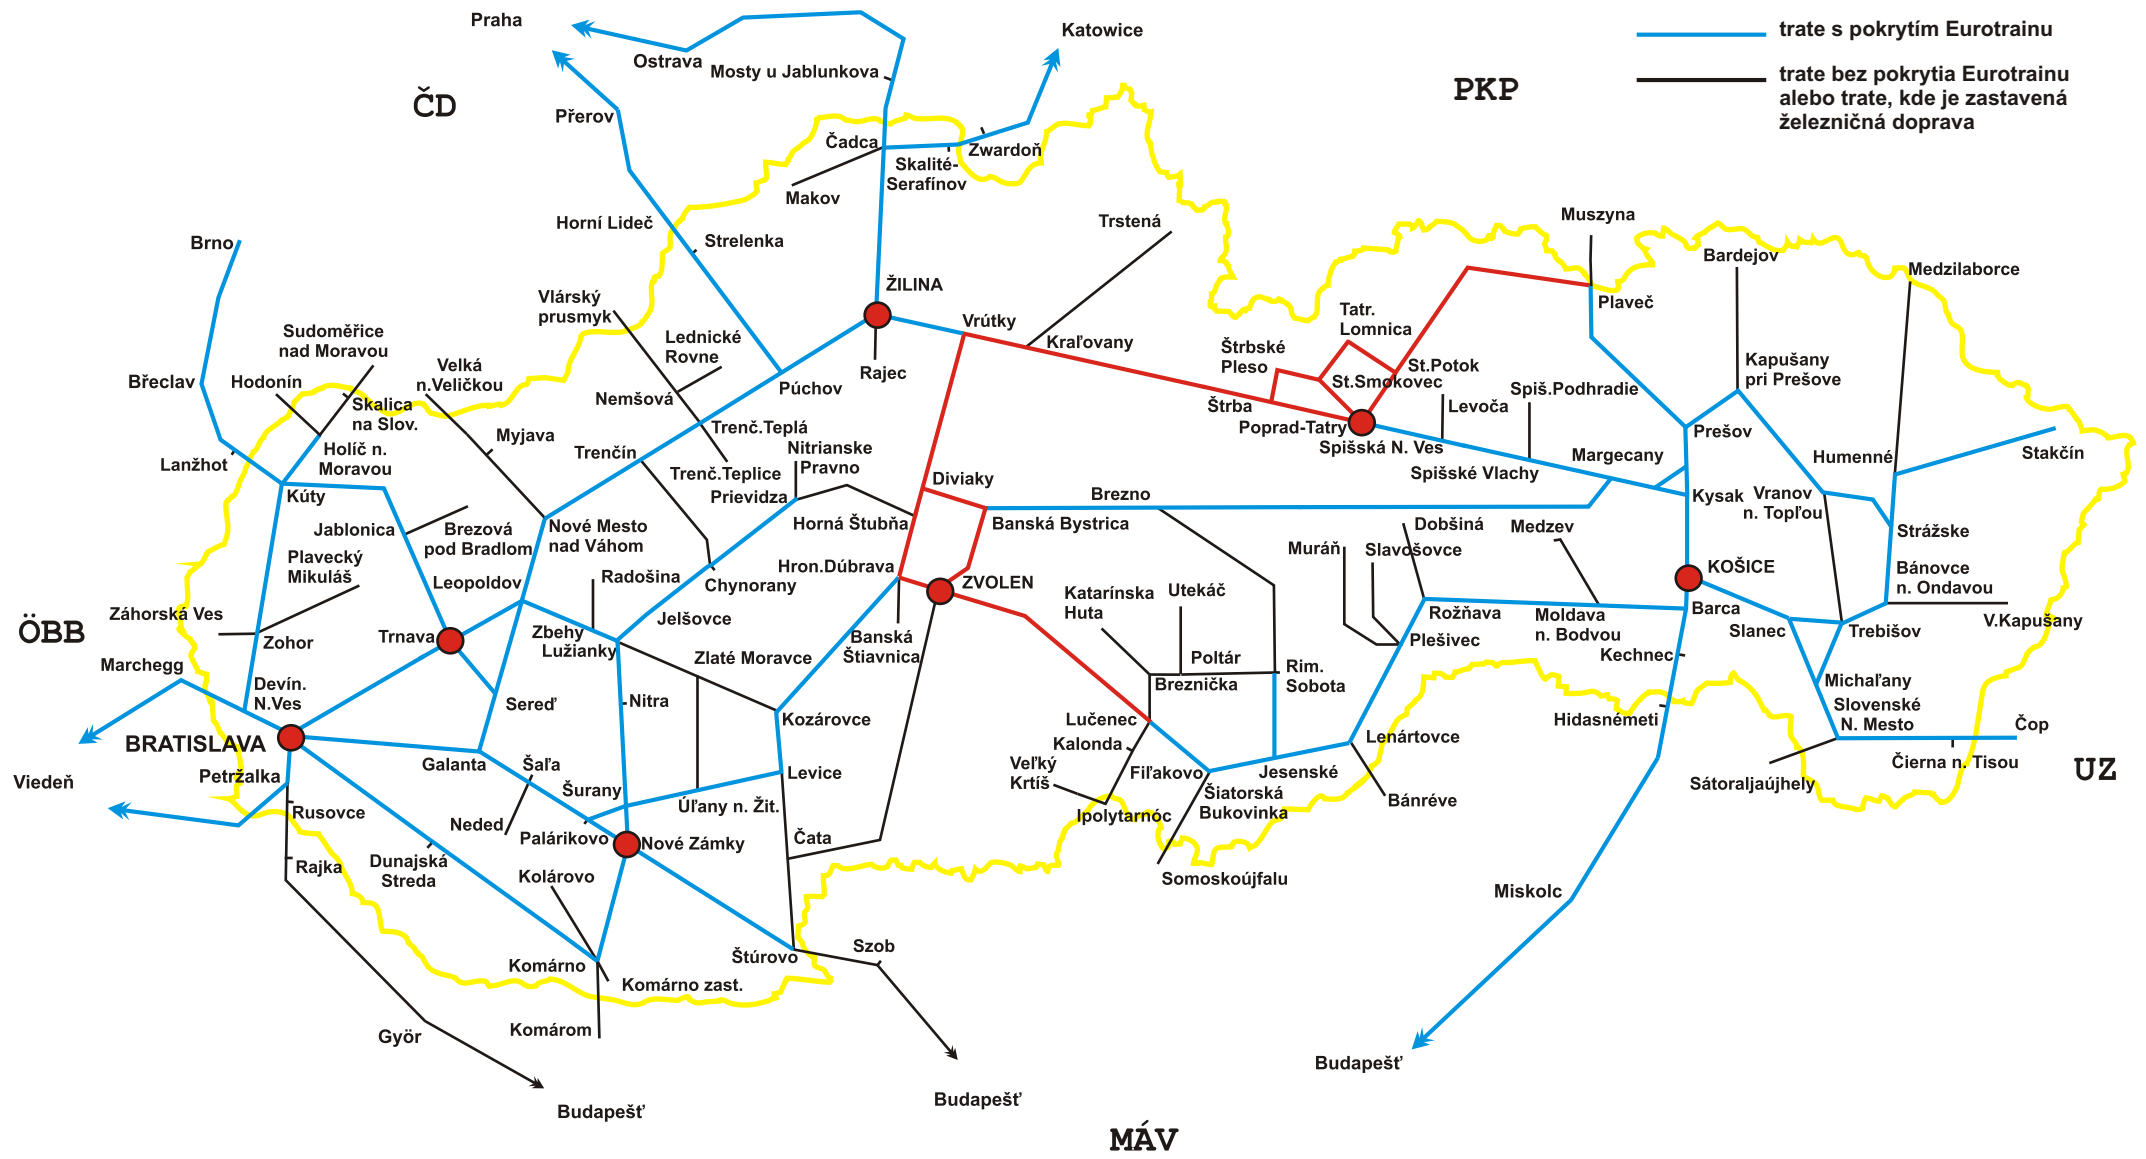 Praha
Katowice
trate s pokrytím Eurotrainu
Ostrava
Mosty u Jablunkova
trate bez pokrytia Eurotrainu
alebo trate, kde je zastavená
železničná doprava
PKP
ČD
Přerov
Čadca
Skalité-
Serafínov
Zwardoň
Makov
Horní Lideč
Strelenka
Trstená
Muszyna
Brno
Bardejov
Medzilaborce
ŽILINA
Vlárský
prusmyk
Plaveč
Sudoměřice
nad Moravou
Lednické
Rovne
Vrútky
Tatr.
Lomnica
Kraľovany
Štrbské
Pleso
Velká
n.Veličkou
Břeclav
Hodonín
Rajec
Púchov
St.Potok
St.Smokovec
Kapušany
pri Prešove
Spiš.Podhradie
Nemšová
Skalica
na Slov.
Štrba
Levoča
Myjava
Trenč.Teplá
Poprad-Tatry
Prešov
Holíč n.
Moravou
Trenčín
Nitrianske
Pravno
Spišská N. Ves
Margecany
Humenné
Stakčín
Lanžhot
Trenč.Teplice
Spišské Vlachy
Diviaky
Kúty
Prievidza
Brezno
Kysak
Vranov
n. Topľou
Jablonica
Brezová
pod Bradlom
Nové Mesto
nad Váhom
Horná Štubňa
Banská Bystrica
Dobšiná
Medzev
Strážske
Plavecký
Mikuláš
Muráň
Slavošovce
Leopoldov
Radošina
Chynorany
Hron.Dúbrava
ZVOLEN
KOŠICE
Bánovce
n. Ondavou
Katarínska
Huta
Utekáč
Záhorská Ves
ÖBB
Trnava
Zbehy
Lužianky
Jelšovce
Banská
Štiavnica
Rožňava
Moldava
n. Bodvou
Barca
Slanec
Trebišov
V.Kapušany
Zohor
Plešivec
Marchegg
Zlaté Moravce
Poltár
Kechnec
Devín.
N.Ves
Rim.
Sobota
Breznička
Michaľany
Sereď
Nitra
Kozárovce
Lučenec
Hidasnémeti
Slovenské
N. Mesto
Čop
BRATISLAVA
Kalonda
Lenártovce
Galanta
Šaľa
Levice
Veľký
Krtíš
Fiľakovo
Jesenské
Čierna n. Tisou
UZ
Petržalka
Viedeň
Šurany
Sátoraljaújhely
Úľany n. Žit.
Šiatorská
Bukovinka
Bánréve
Rusovce
Neded
Ipolytarnóc
Palárikovo
Nové Zámky
Čata
Rajka
Dunajská
Streda
Kolárovo
Somoskoújfalu
Miskolc
Komárno
Štúrovo
Szob
Komárno zast.
Györ
Komárom
Budapešť
Budapešť
Budapešť
MÁV